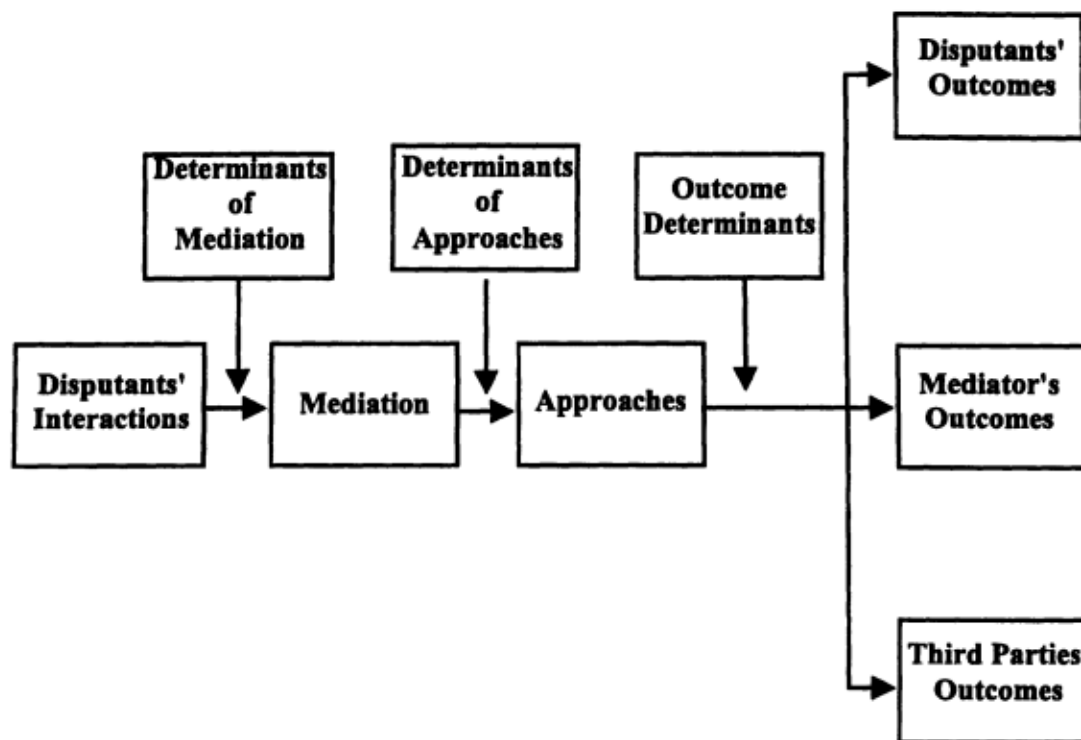 Disputants'
Outcomes
Determinants
of
Mediation
Determinants
of
Approaches
Outcome
Determinants
Disputants'
Interactions
Mediation
Approaches
Mediator's
Outcomes
Third Parties
Outcomes